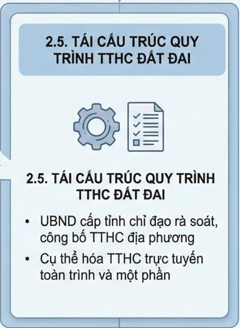 2.5. TÁI CẤU TRÚC QUY
TRÌNH TTHC ĐẤT ĐAI
2.5. TÁI CẤU TRÚC QUY TRÌNH
TTHC ĐẤT ĐAI
• UBND cấp tỉnh chỉ đạo rà soát,
công bố TTHC địa phương
• Cụ thể hóa TTHC trực tuyến
toàn trình và một phần